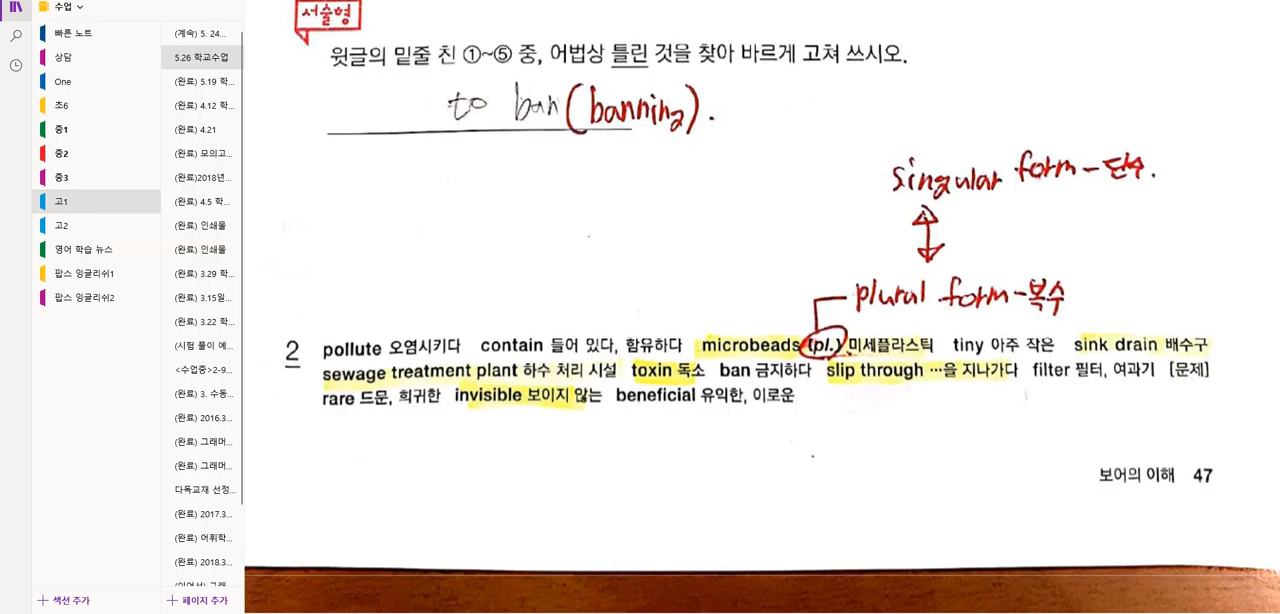 수업
빠른 노트
상담
One
초6
중1
중2
중3
고1
고2
영어 학습 뉴스
팝스 잉글리쉬1
팝스 잉글리쉬2
섹션 추가
(계속) 5. 24...
5.26 학교수업
(완료) 5.19 학...
(완료) 4.12 학...
(완료) 4.21
(완료) 모의고...
(완료)2018년...
(완료) 4.5 학...
(완료) 인쇄물
(완료) 인쇄물
(완료) 3.29 학...
(완료) 3.15일...
(완료) 3.22 학...
(시험 풀이 예...
<수업중>2-9...
(완료) 3. 수동...
(완료) 2016.3...
(완료) 그래머...
(완료) 그래머...
다독교재 선정...
(완료) 2017.3...
(완료) 어휘학...
(완료) 2018.3...
페이지 추가
서술형
윗글의 밑줄 친 ①~⑤ 중, 어법상 틀린 것을 찾아 바르게 고쳐 쓰시오.
to ban (banning).
singular form - 단수.
plural form - 복수
2 pollute 오염시키다 contain 들어 있다, 함유하다 microbeads (pl.) 미세플라스틱 tiny 아주 작은 sink drain 배수구
sewage treatment plant 하수 처리 시설 toxin 독소 ban 금지하다 slip through …을 지나가다 filter 필터, 여과기 [문제]
rare 드문, 희귀한 invisible 보이지 않는 beneficial 유익한, 이로운
보어의 이해 47